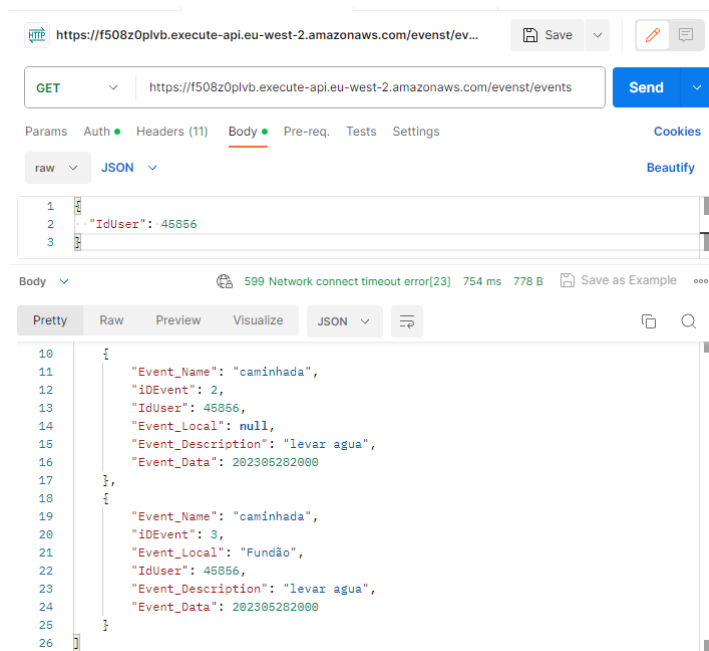 HTTP https://f508z0plvb.execute-api.eu-west-2.amazonaws.com/evenst/ev... Save
GET https://f508z0plvb.execute-api.eu-west-2.amazonaws.com/evenst/events Send
Params Auth Headers (11) Body Pre-req. Tests Settings Cookies
raw JSON Beautify
1 {
2 "IdUser": 45856
3 }
Body 599 Network connect timeout error[23] 754 ms 778 B Save as Example
Pretty Raw Preview Visualize JSON
10 {
11 "Event_Name": "caminhada",
12 "iDEvent": 2,
13 "IdUser": 45856,
14 "Event_Local": null,
15 "Event_Description": "levar agua",
16 "Event_Data": 202305282000
17 },
18 {
19 "Event_Name": "caminhada",
20 "iDEvent": 3,
21 "Event_Local": "Fundão",
22 "IdUser": 45856,
23 "Event_Description": "levar agua",
24 "Event_Data": 202305282000
25 }
26 ]